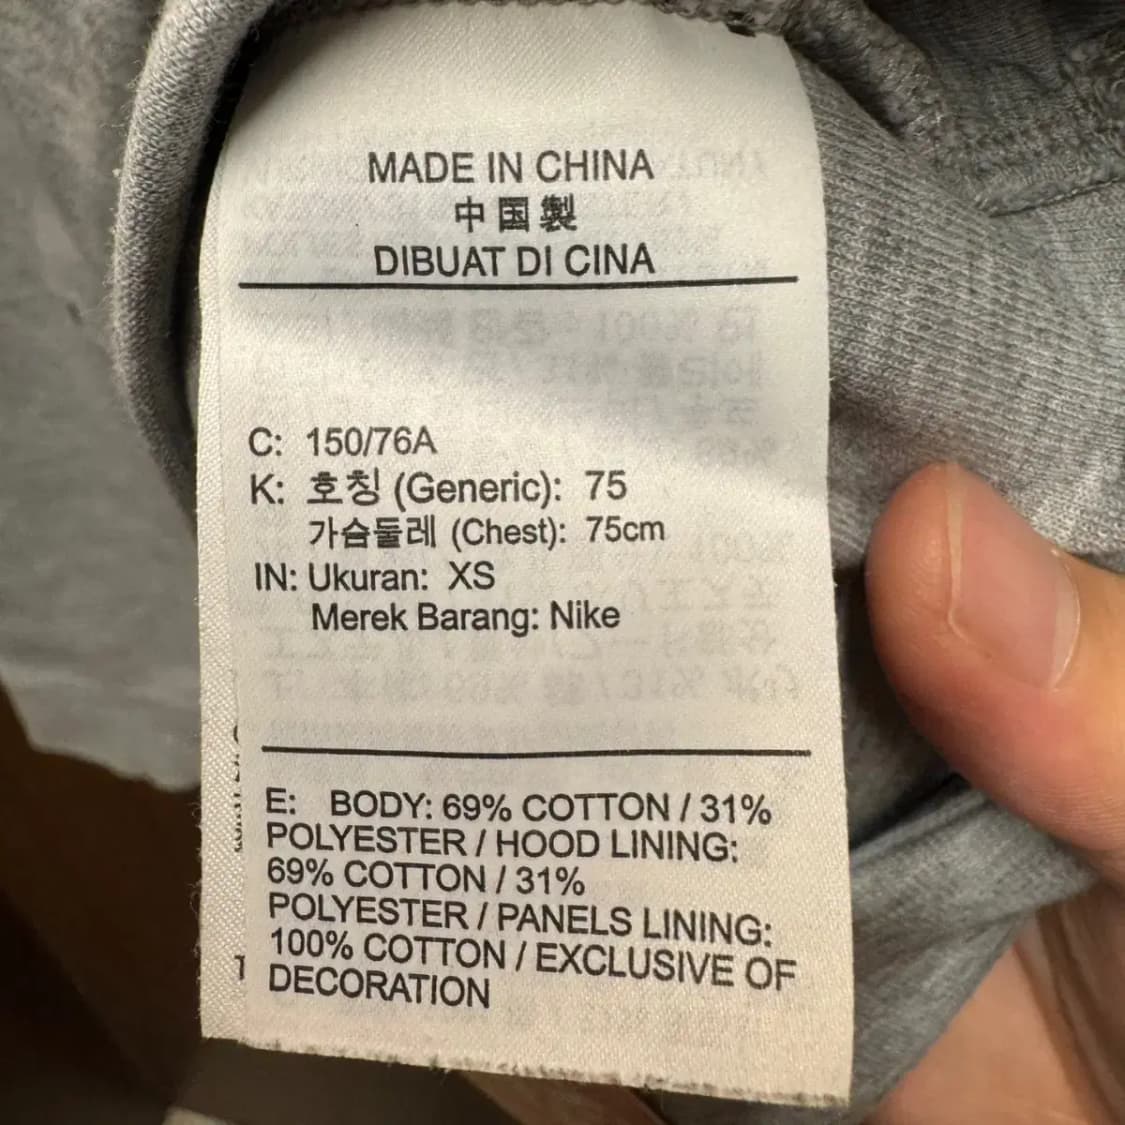 MADE IN CHINA
中国製
DIBUAT DI CINA
C: 150/76A
K: 호칭 (Generic): 75
가슴둘레 (Chest): 75cm
IN: Ukuran: XS
Merek Barang: Nike
E: BODY: 69% COTTON / 31%
POLYESTER / HOOD LINING:
69% COTTON / 31%
POLYESTER / PANELS LINING:
100% COTTON / EXCLUSIVE OF
DECORATION